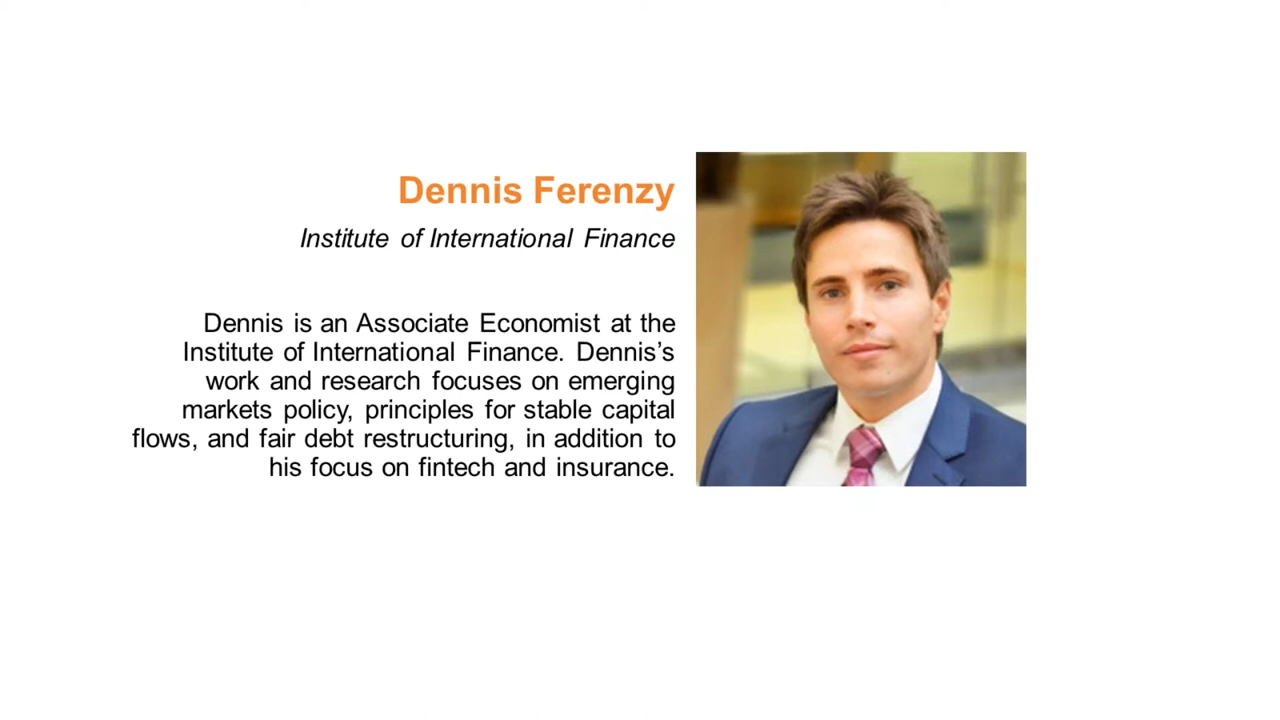 Dennis Ferenzy
Institute of International Finance
Dennis is an Associate Economist at the
Institute of International Finance. Dennis’s
work and research focuses on emerging
markets policy, principles for stable capital
flows, and fair debt restructuring, in addition to
his focus on fintech and insurance.